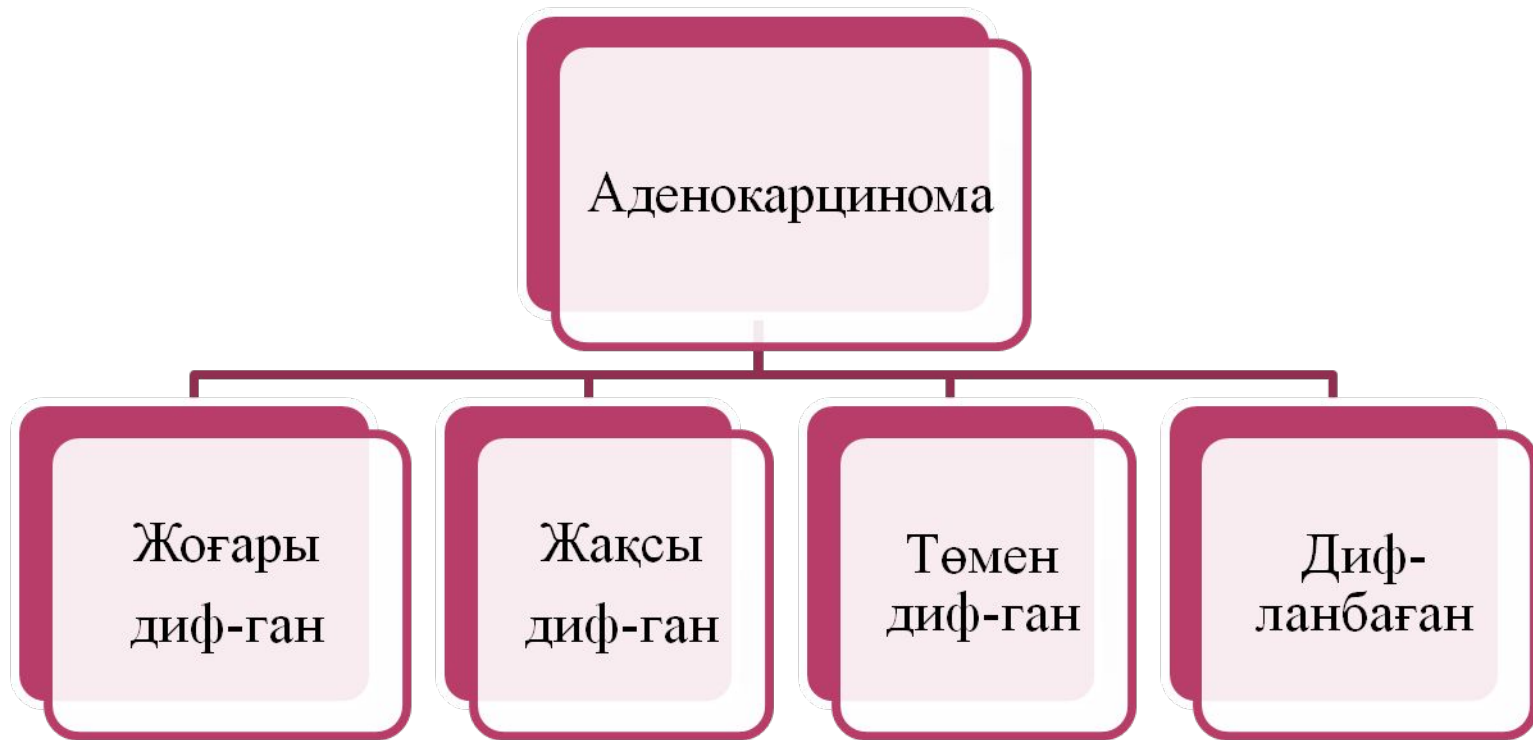 Аденокарцинома
Жоғары
диф-ган
Жақсы
диф-ган
Төмен
диф-ган
Диф-
ланбаған